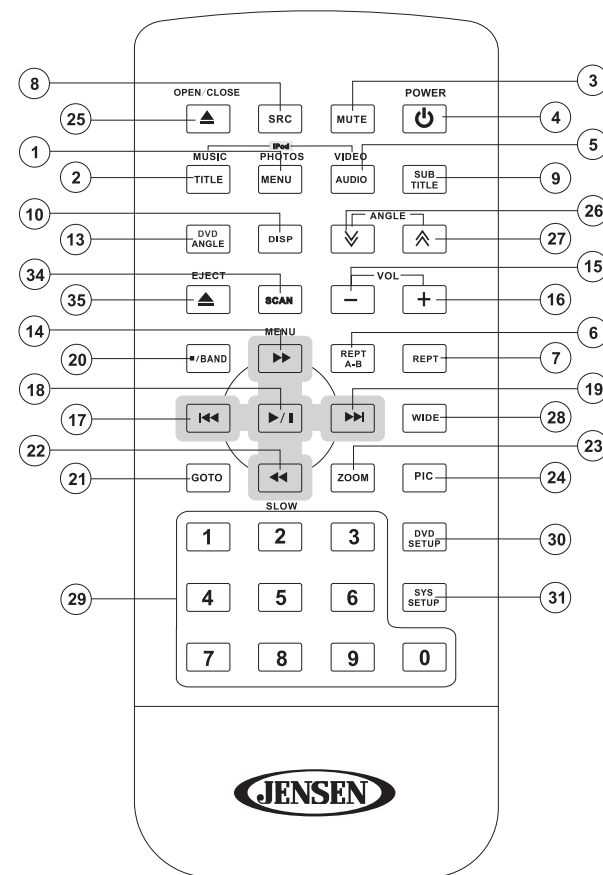 8
3
OPEN/CLOSE
POWER
25
SRC
MUTE
4
1
iPod
5
MUSIC
PHOTOS
VIDEO
2
TITLE
MENU
AUDIO
SUB
TITLE
9
10
26
ANGLE
13
DVD
ANGLE
DISP
27
34
15
EJECT
VOL
35
SCAN
−
+
16
14
6
MENU
20
■/BAND
REPT
A-B
REPT
7
18
19
17
WIDE
28
22
23
21
GOTO
ZOOM
PIC
24
SLOW
1
2
3
DVD
SETUP
30
29
4
5
6
SYS
SETUP
31
7
8
9
0
JENSEN